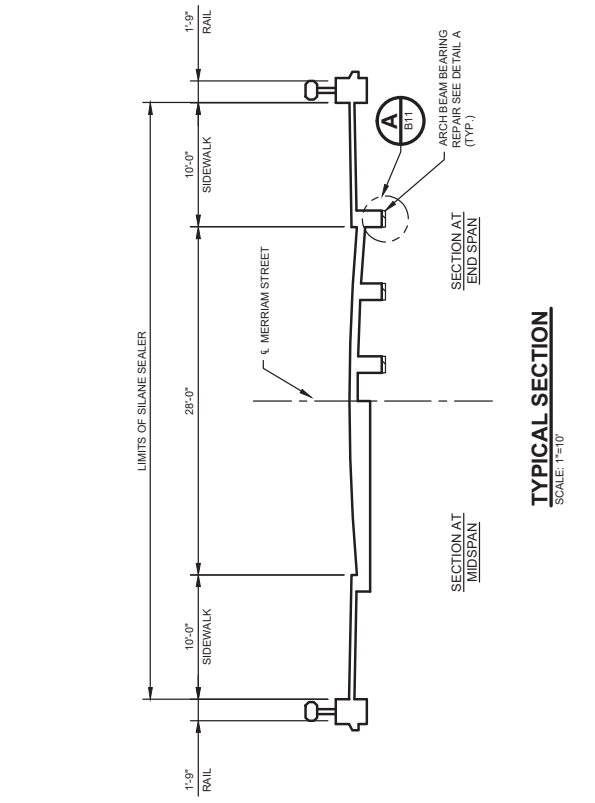 LIMITS OF SILANE SEALER
1'-9"
RAIL
10'-0"
SIDEWALK
28'-0"
10'-0"
SIDEWALK
1'-9"
RAIL
℄ MERRIAM STREET
A
B11
ARCH BEAM BEARING
REPAIR SEE DETAIL A
(TYP.)
SECTION AT
MIDSPAN
SECTION AT
END SPAN
TYPICAL SECTION
SCALE: 1"=10'